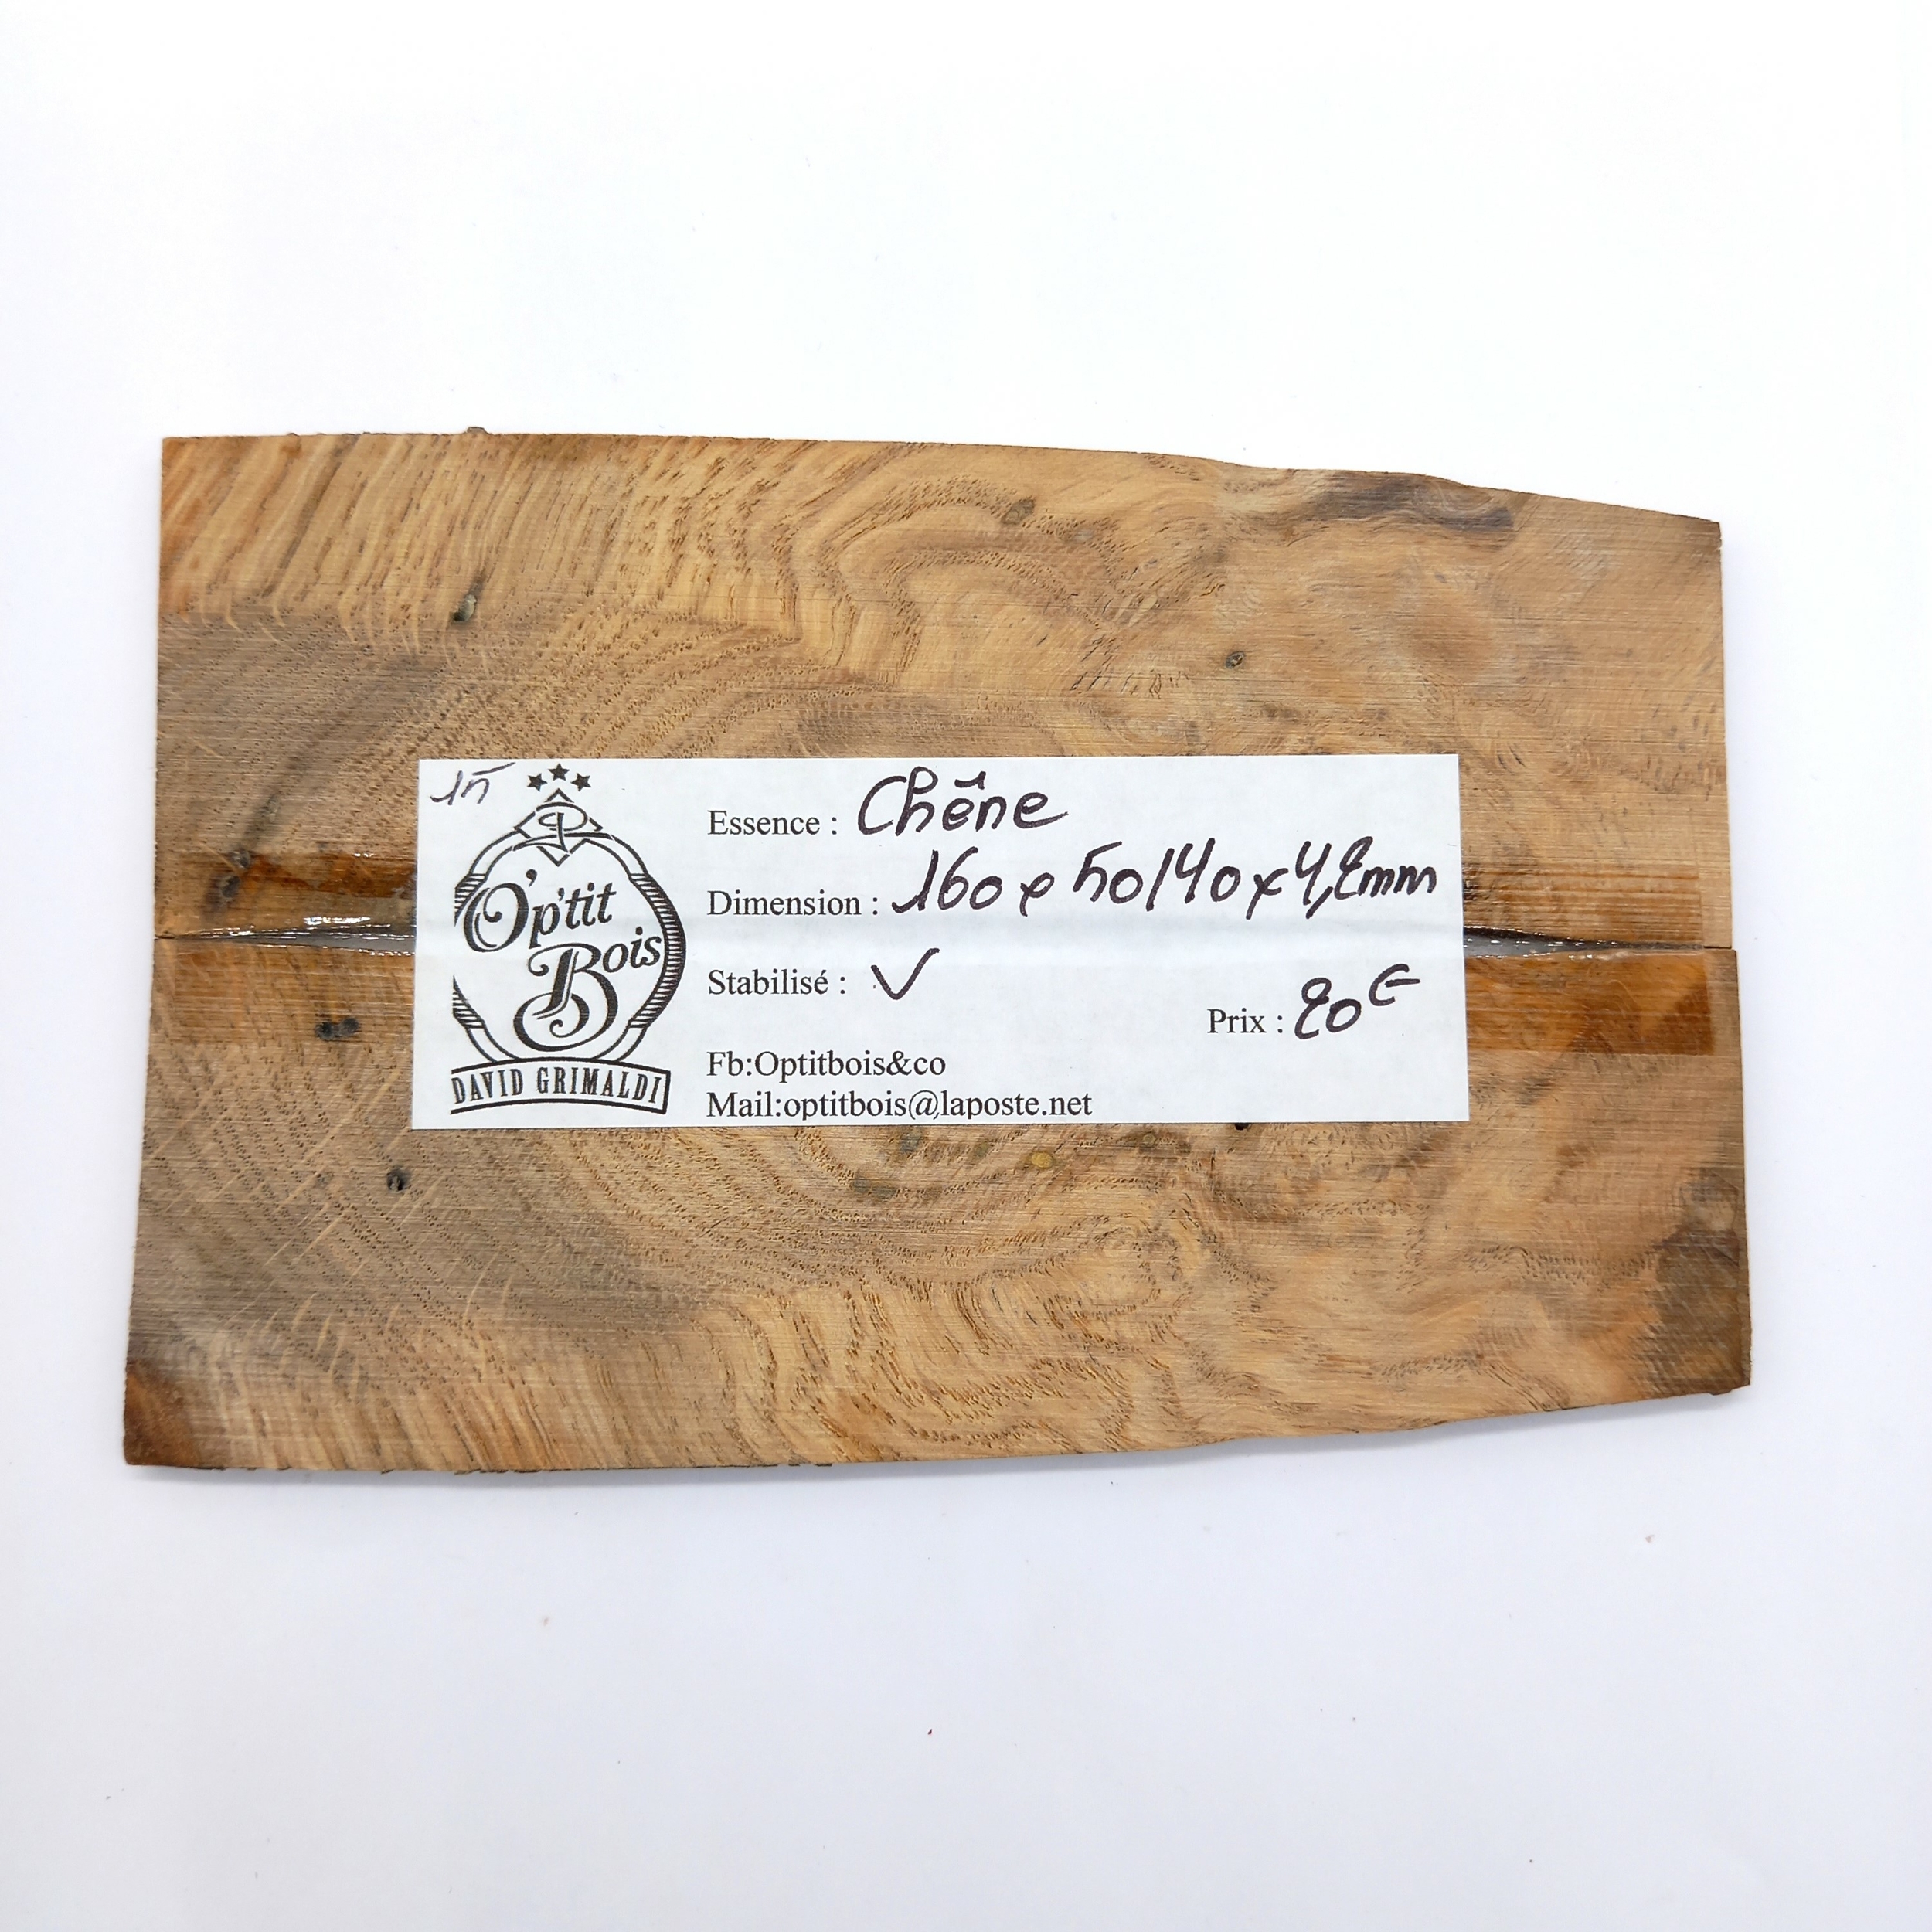 15
O'p'tit
Bois
DAVID GRIMALDI
Essence : Chêne
Dimension : 160 x 50/40 x 4,2mm
Stabilisé : ✓
Prix : 20€
Fb:Optitbois&co
Mail:optitbois@laposte.net